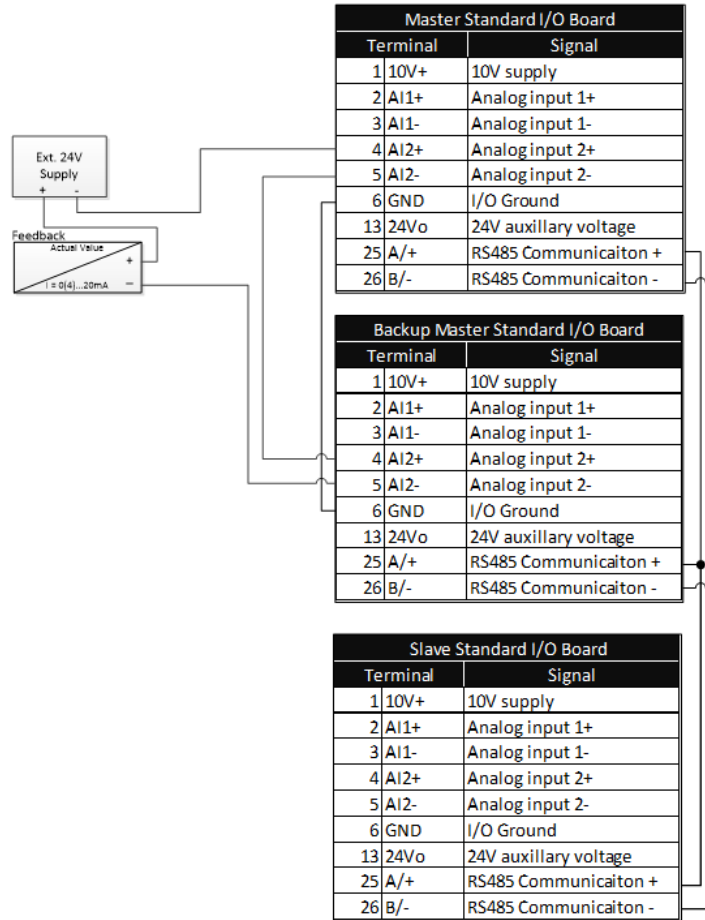 Master Standard I/O Board
Terminal Signal
1 10V+ 10V supply
2 AI1+ Analog input 1+
3 AI1- Analog input 1-
4 AI2+ Analog input 2+
5 AI2- Analog input 2-
6 GND I/O Ground
13 24Vo 24V auxillary voltage
25 A/+ RS485 Communicaiton +
26 B/- RS485 Communicaiton -
Ext. 24V
Supply
+ -
Feedback
Actual Value
+
I = 0(4)...20mA -
Backup Master Standard I/O Board
Terminal Signal
1 10V+ 10V supply
2 AI1+ Analog input 1+
3 AI1- Analog input 1-
4 AI2+ Analog input 2+
5 AI2- Analog input 2-
6 GND I/O Ground
13 24Vo 24V auxillary voltage
25 A/+ RS485 Communicaiton +
26 B/- RS485 Communicaiton -
Slave Standard I/O Board
Terminal Signal
1 10V+ 10V supply
2 AI1+ Analog input 1+
3 AI1- Analog input 1-
4 AI2+ Analog input 2+
5 AI2- Analog input 2-
6 GND I/O Ground
13 24Vo 24V auxillary voltage
25 A/+ RS485 Communicaiton +
26 B/- RS485 Communicaiton -